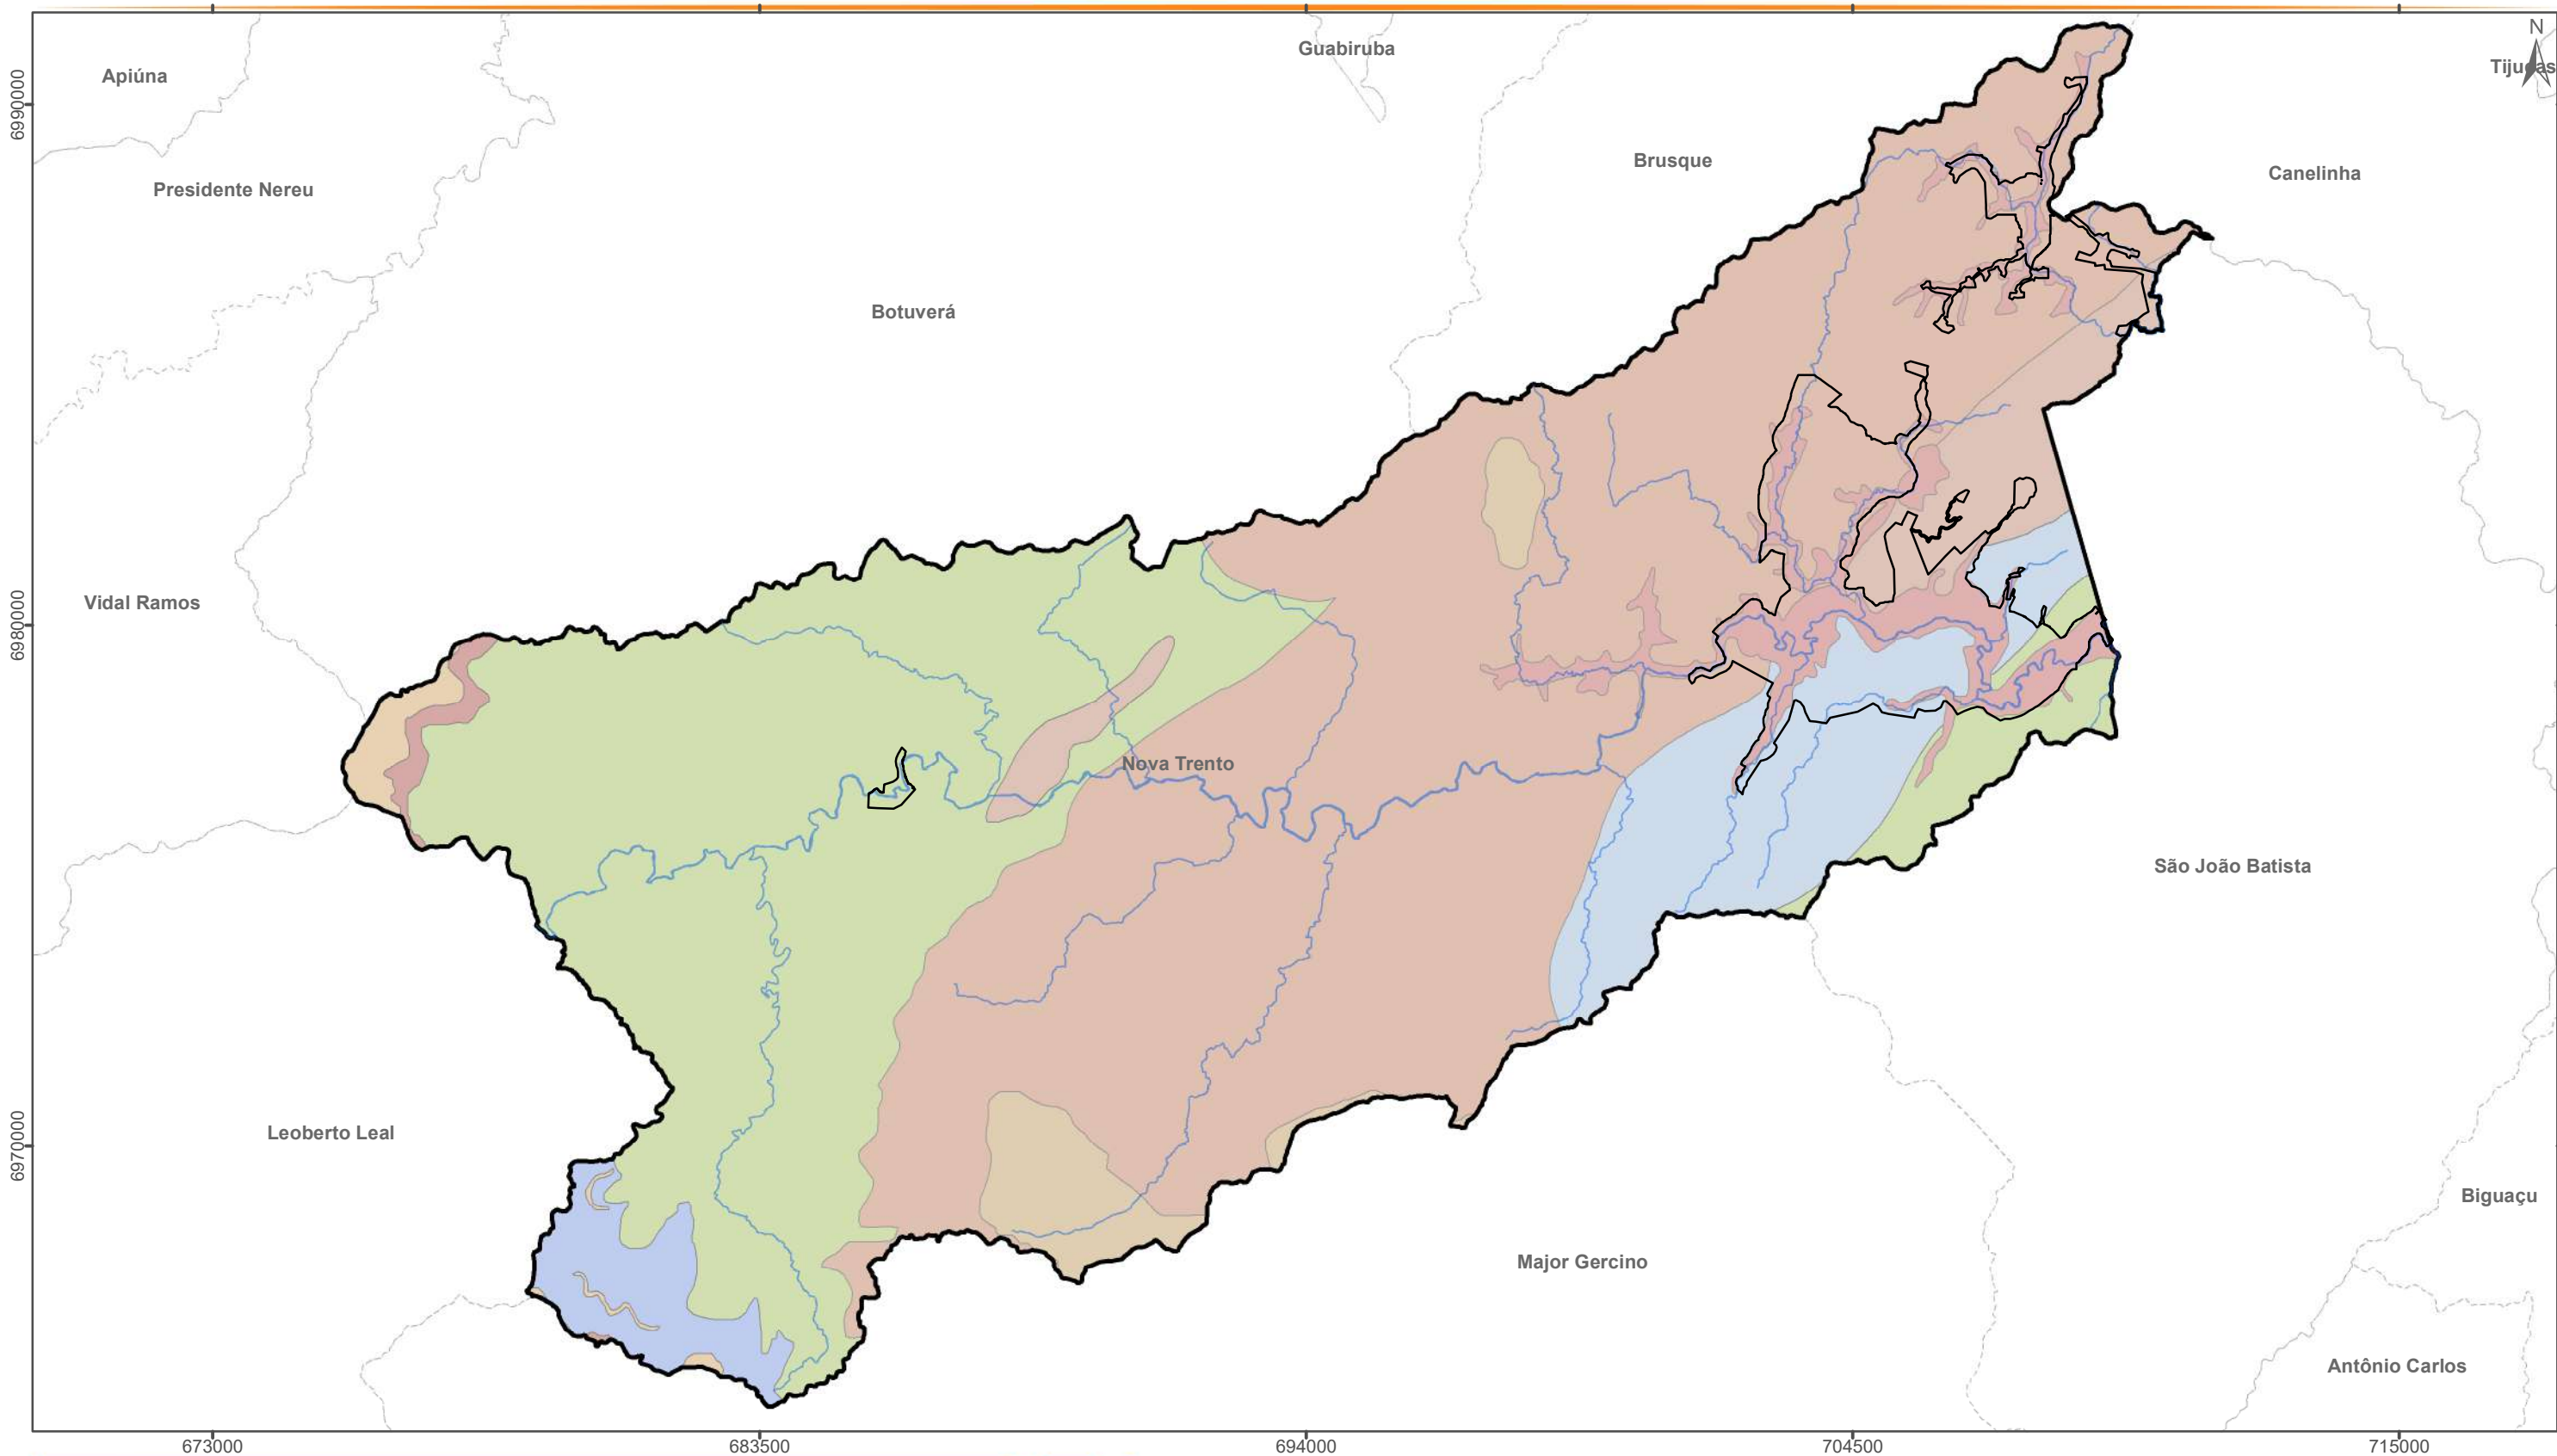 N
Guabiruba
Tijucas
Apiúna
6990000
Brusque
Canelinha
Presidente Nereu
Botuverá
Vidal Ramos
6980000
Nova Trento
São João Batista
Leoberto Leal
6970000
Biguaçu
Major Gercino
Antônio Carlos
673000
683500
694000
704500
715000